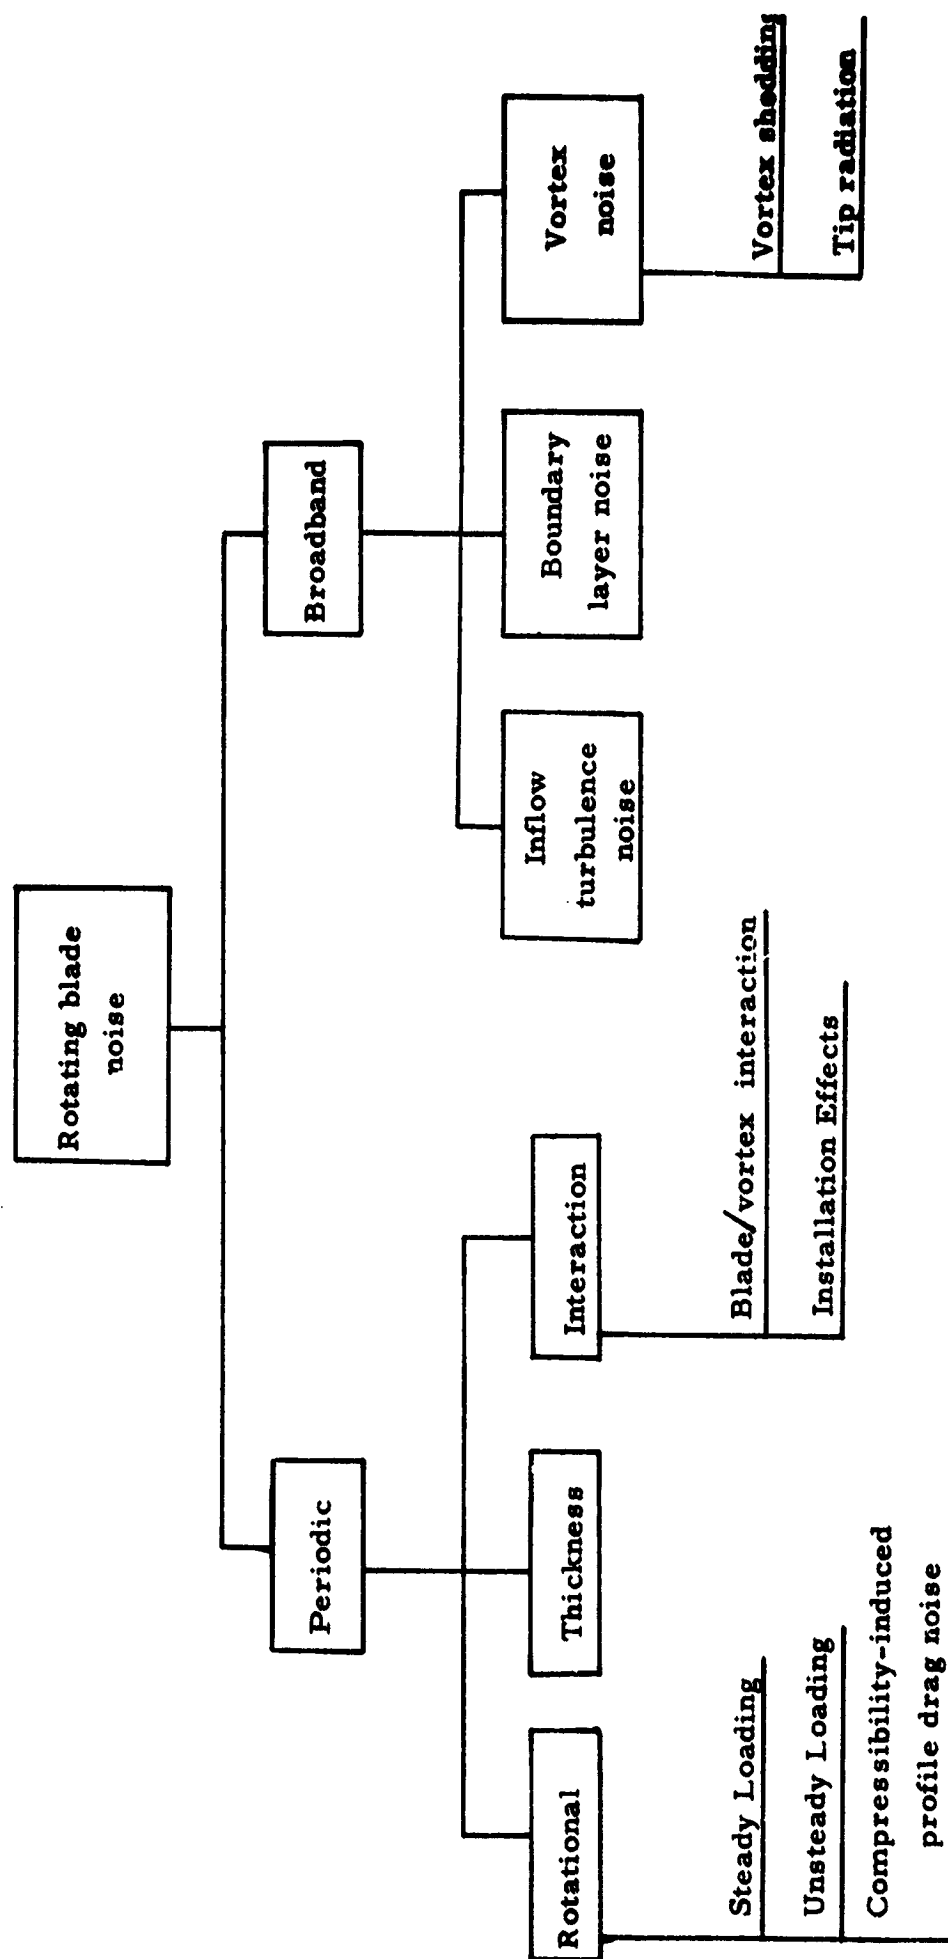 Rotating blade
noise
Periodic
Broadband
Rotational
Thickness
Interaction
Inflow
turbulence
noise
Boundary
layer noise
Vortex
noise
Steady Loading
Unsteady Loading
Compressibility-induced
profile drag noise
Blade/vortex interaction
Installation Effects
Vortex shedding
Tip radiation